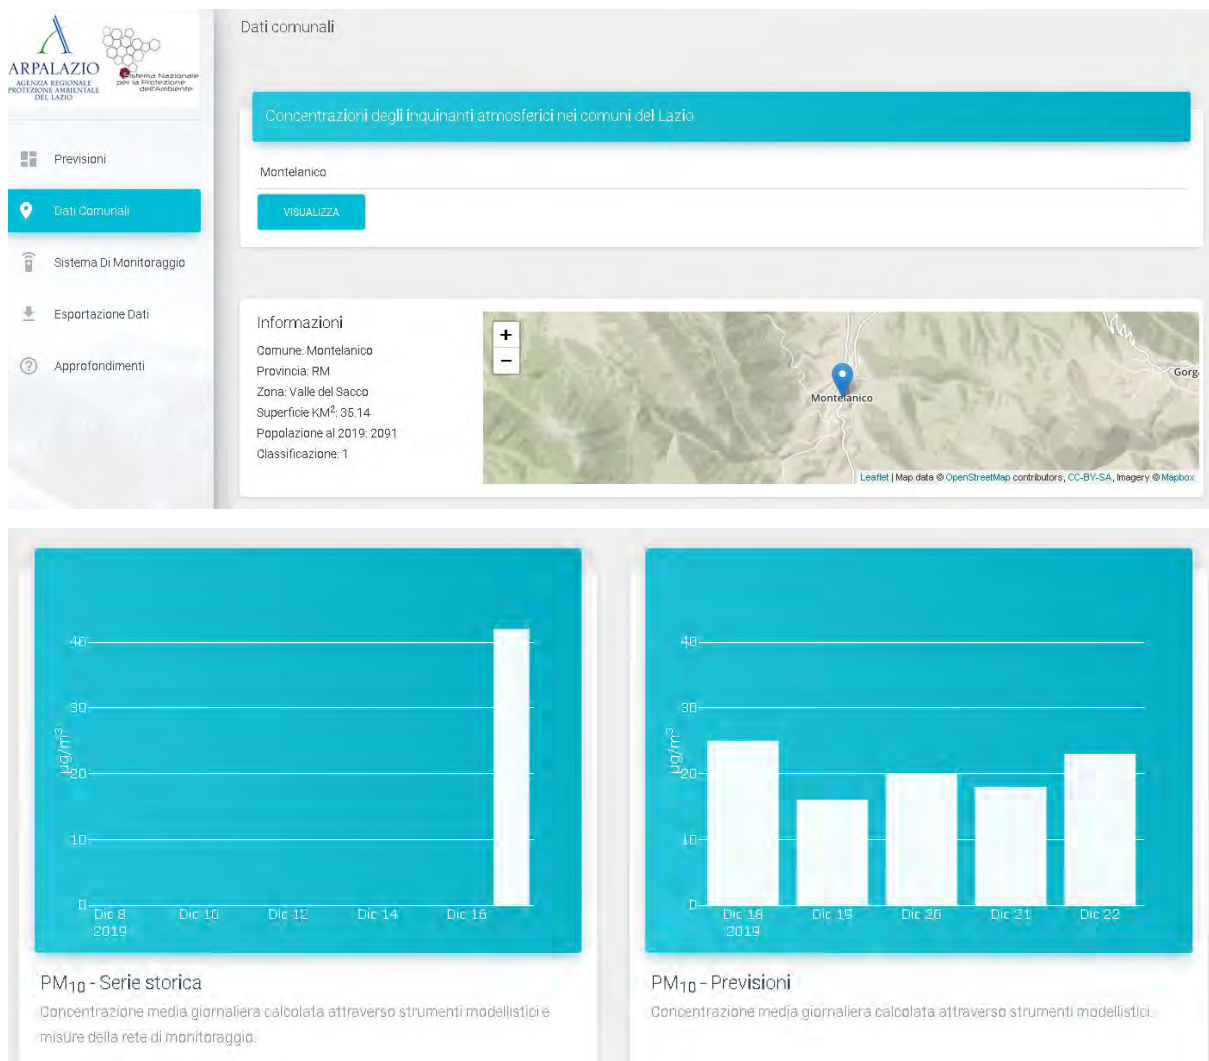 ARPALAZIO
AGENZIA REGIONALE
PROTEZIONE AMBIENTALE
DEL LAZIO
Sistema Nazionale
per la Protezione
dell'Ambiente
Previsioni
Dati Comunali
Sistema Di Monitoraggio
Esportazione Dati
Approfondimenti
Dati comunali
Concentrazioni degli inquinanti atmosferici nei comuni del Lazio
Montelanico
VISUALIZZA
Informazioni
Comune: Montelanico
Provincia: RM
Zona: Valle del Sacco
Superficie KM²: 35.14
Popolazione al 2019: 2091
Classificazione: 1
+
−
Montelanico
Gorg
Leaflet | Map data © OpenStreetMap contributors, CC-BY-SA, Imagery © Mapbox
40
30
20
10
0
µg/m³
Dic 8 Dic 10 Dic 12 Dic 14 Dic 16
2019
PM₁₀ - Serie storica
Concentrazione media giornaliera calcolata attraverso strumenti modellistici e
misure della rete di monitoraggio.
40
30
20
10
0
µg/m³
Dic 18 Dic 19 Dic 20 Dic 21 Dic 22
2019
PM₁₀ - Previsioni
Concentrazione media giornaliera calcolata attraverso strumenti modellistici.